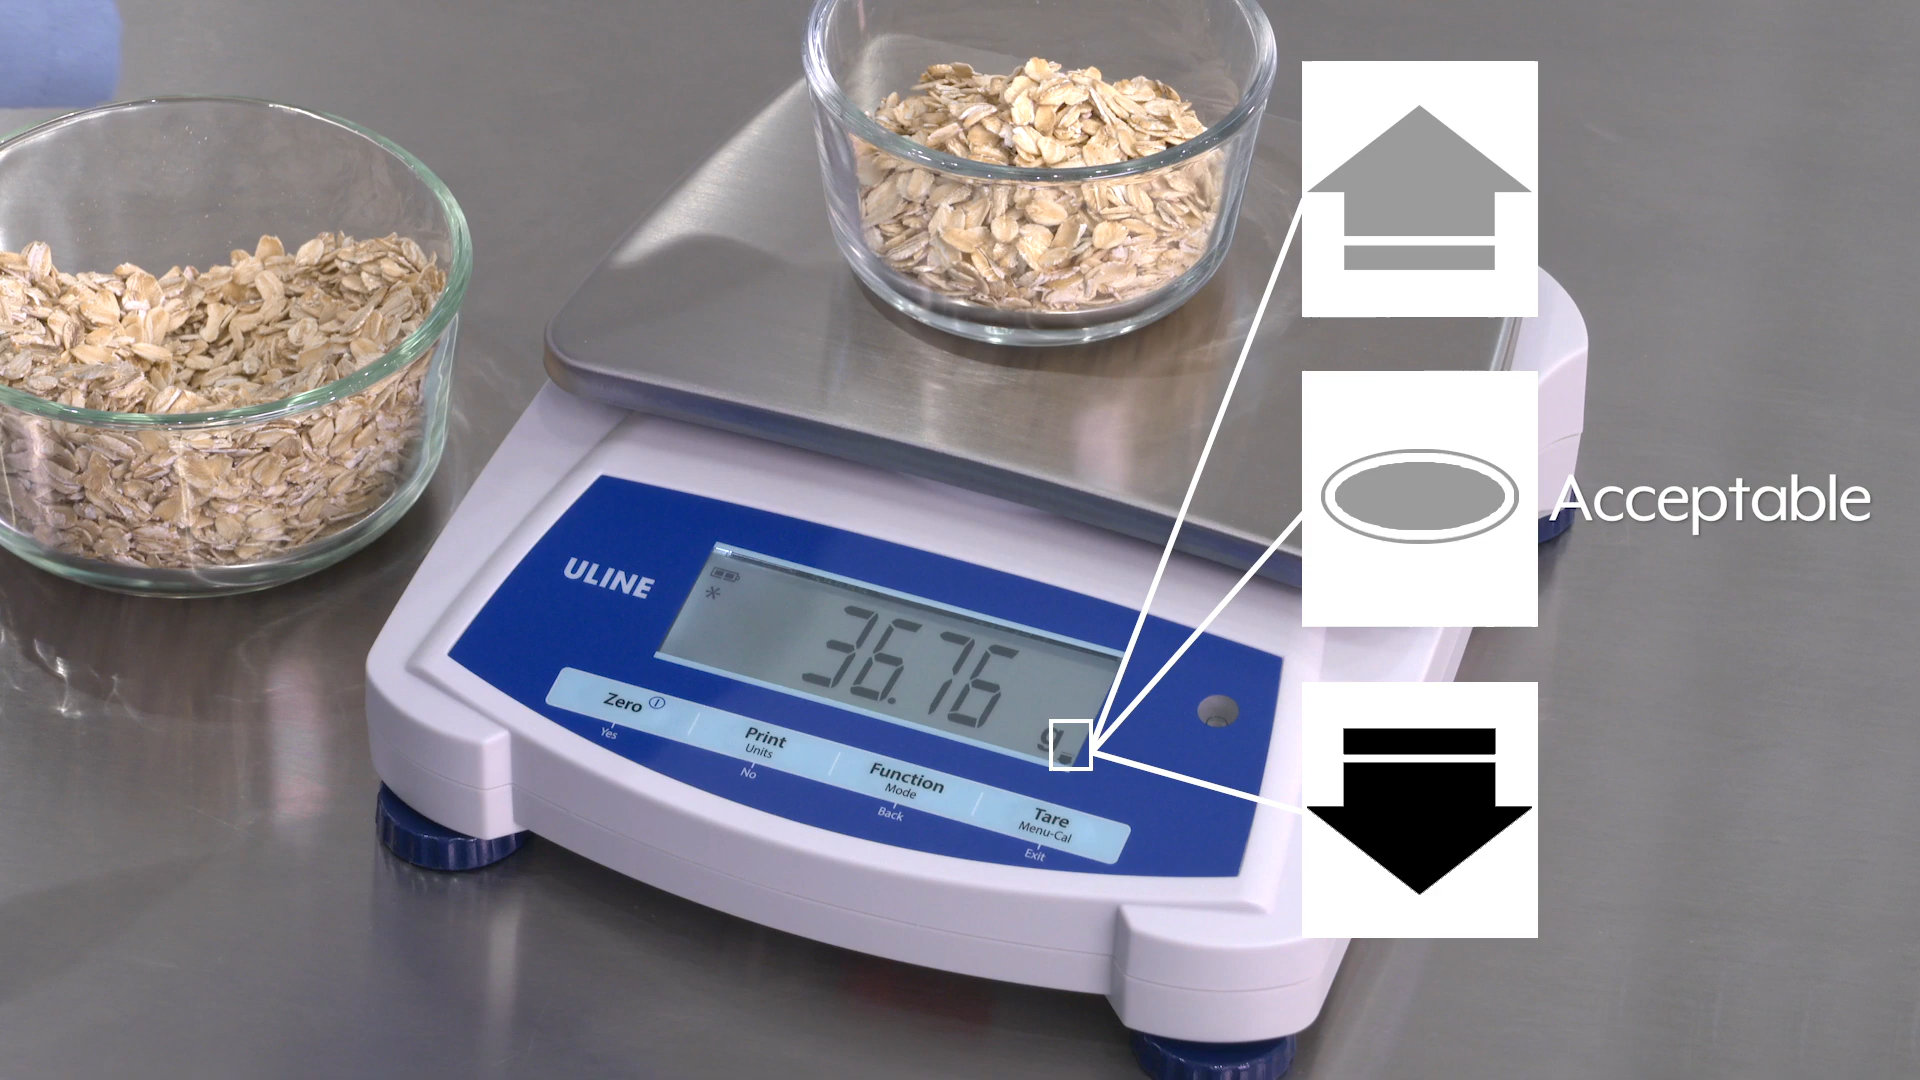 Acceptable
ULINE
36.76
g
Zero
Yes
Print
Units
No
Function
Mode
Back
Tare
Menu-Cal
Exit